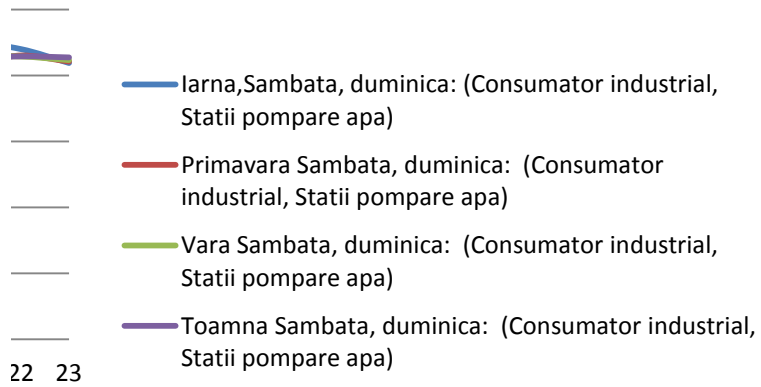 Iarna,Sambata, duminica: (Consumator industrial,
Statii pompare apa)
Primavara Sambata, duminica:  (Consumator
industrial, Statii pompare apa)
Vara Sambata, duminica:  (Consumator industrial,
Statii pompare apa)
Toamna Sambata, duminica:  (Consumator industrial,
Statii pompare apa)
22 23